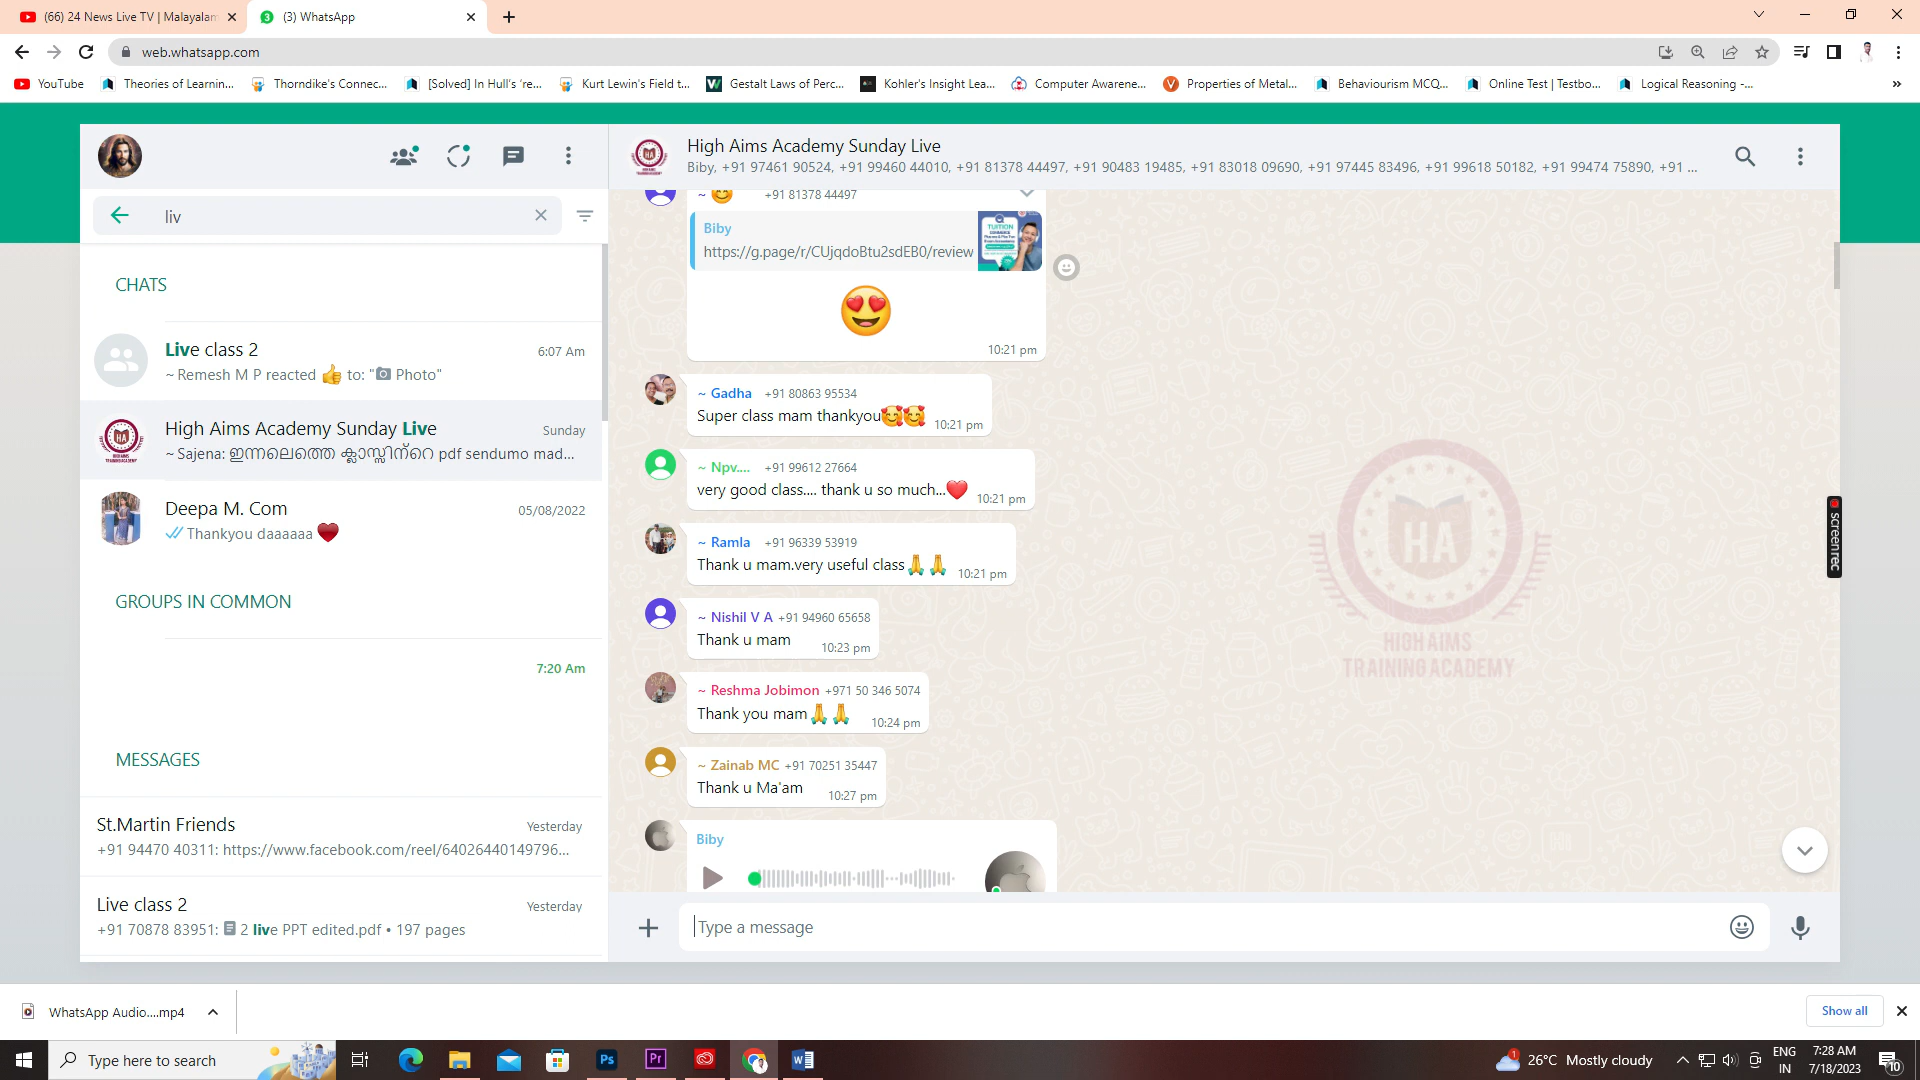 (66) 24 News Live TV | Malayalam
(3) WhatsApp
web.whatsapp.com
YouTube
Theories of Learnin...
Thorndike's Connec...
[Solved] In Hull's 're...
Kurt Lewin's Field t...
Gestalt Laws of Perc...
Kohler's Insight Lea...
Computer Awarene...
Properties of Metal...
Behaviourism MCQ...
Online Test | Testbo...
Logical Reasoning -...
liv
CHATS
Live class 2
6:07 Am
~ Remesh M P reacted 👍 to: "📷 Photo"
High Aims Academy Sunday Live
Sunday
~ Sajena: ഇന്നലെത്തെ ക്ലാസ്സിന്റെ pdf sendumo mad...
Deepa M. Com
05/08/2022
Thankyou daaaaaa ❤️
GROUPS IN COMMON
7:20 Am
MESSAGES
St.Martin Friends
Yesterday
+91 94470 40311: https://www.facebook.com/reel/64026440149796...
Live class 2
Yesterday
+91 70878 83951: 2 live PPT edited.pdf • 197 pages
High Aims Academy Sunday Live
Biby, +91 97461 90524, +91 99460 44010, +91 81378 44497, +91 90483 19485, +91 83018 09690, +91 97445 83496, +91 99618 50182, +91 99474 75890, +91 ...
~ 😊 +91 81378 44497
Biby
https://g.page/r/CUjqdoBtu2sdEB0/review
TUITION
😍
10:21 pm
~ Gadha +91 80863 95534
Super class mam thankyou🥰🥰
10:21 pm
~ Npv.... +91 99612 27664
very good class.... thank u so much...❤️
10:21 pm
~ Ramla +91 96339 53919
Thank u mam.very useful class🙏🙏
10:21 pm
~ Nishil V A +91 94960 65658
Thank u mam
10:23 pm
~ Reshma Jobimon +971 50 346 5074
Thank you mam🙏🙏
10:24 pm
~ Zainab MC +91 70251 35447
Thank u Ma'am
10:27 pm
Biby
HA
HIGH AIMS
TRAINING ACADEMY
screenrec
Type a message
WhatsApp Audio....mp4
Show all
Type here to search
Ps
Pr
26°C Mostly cloudy
ENG
IN
7:28 AM
7/18/2023
10